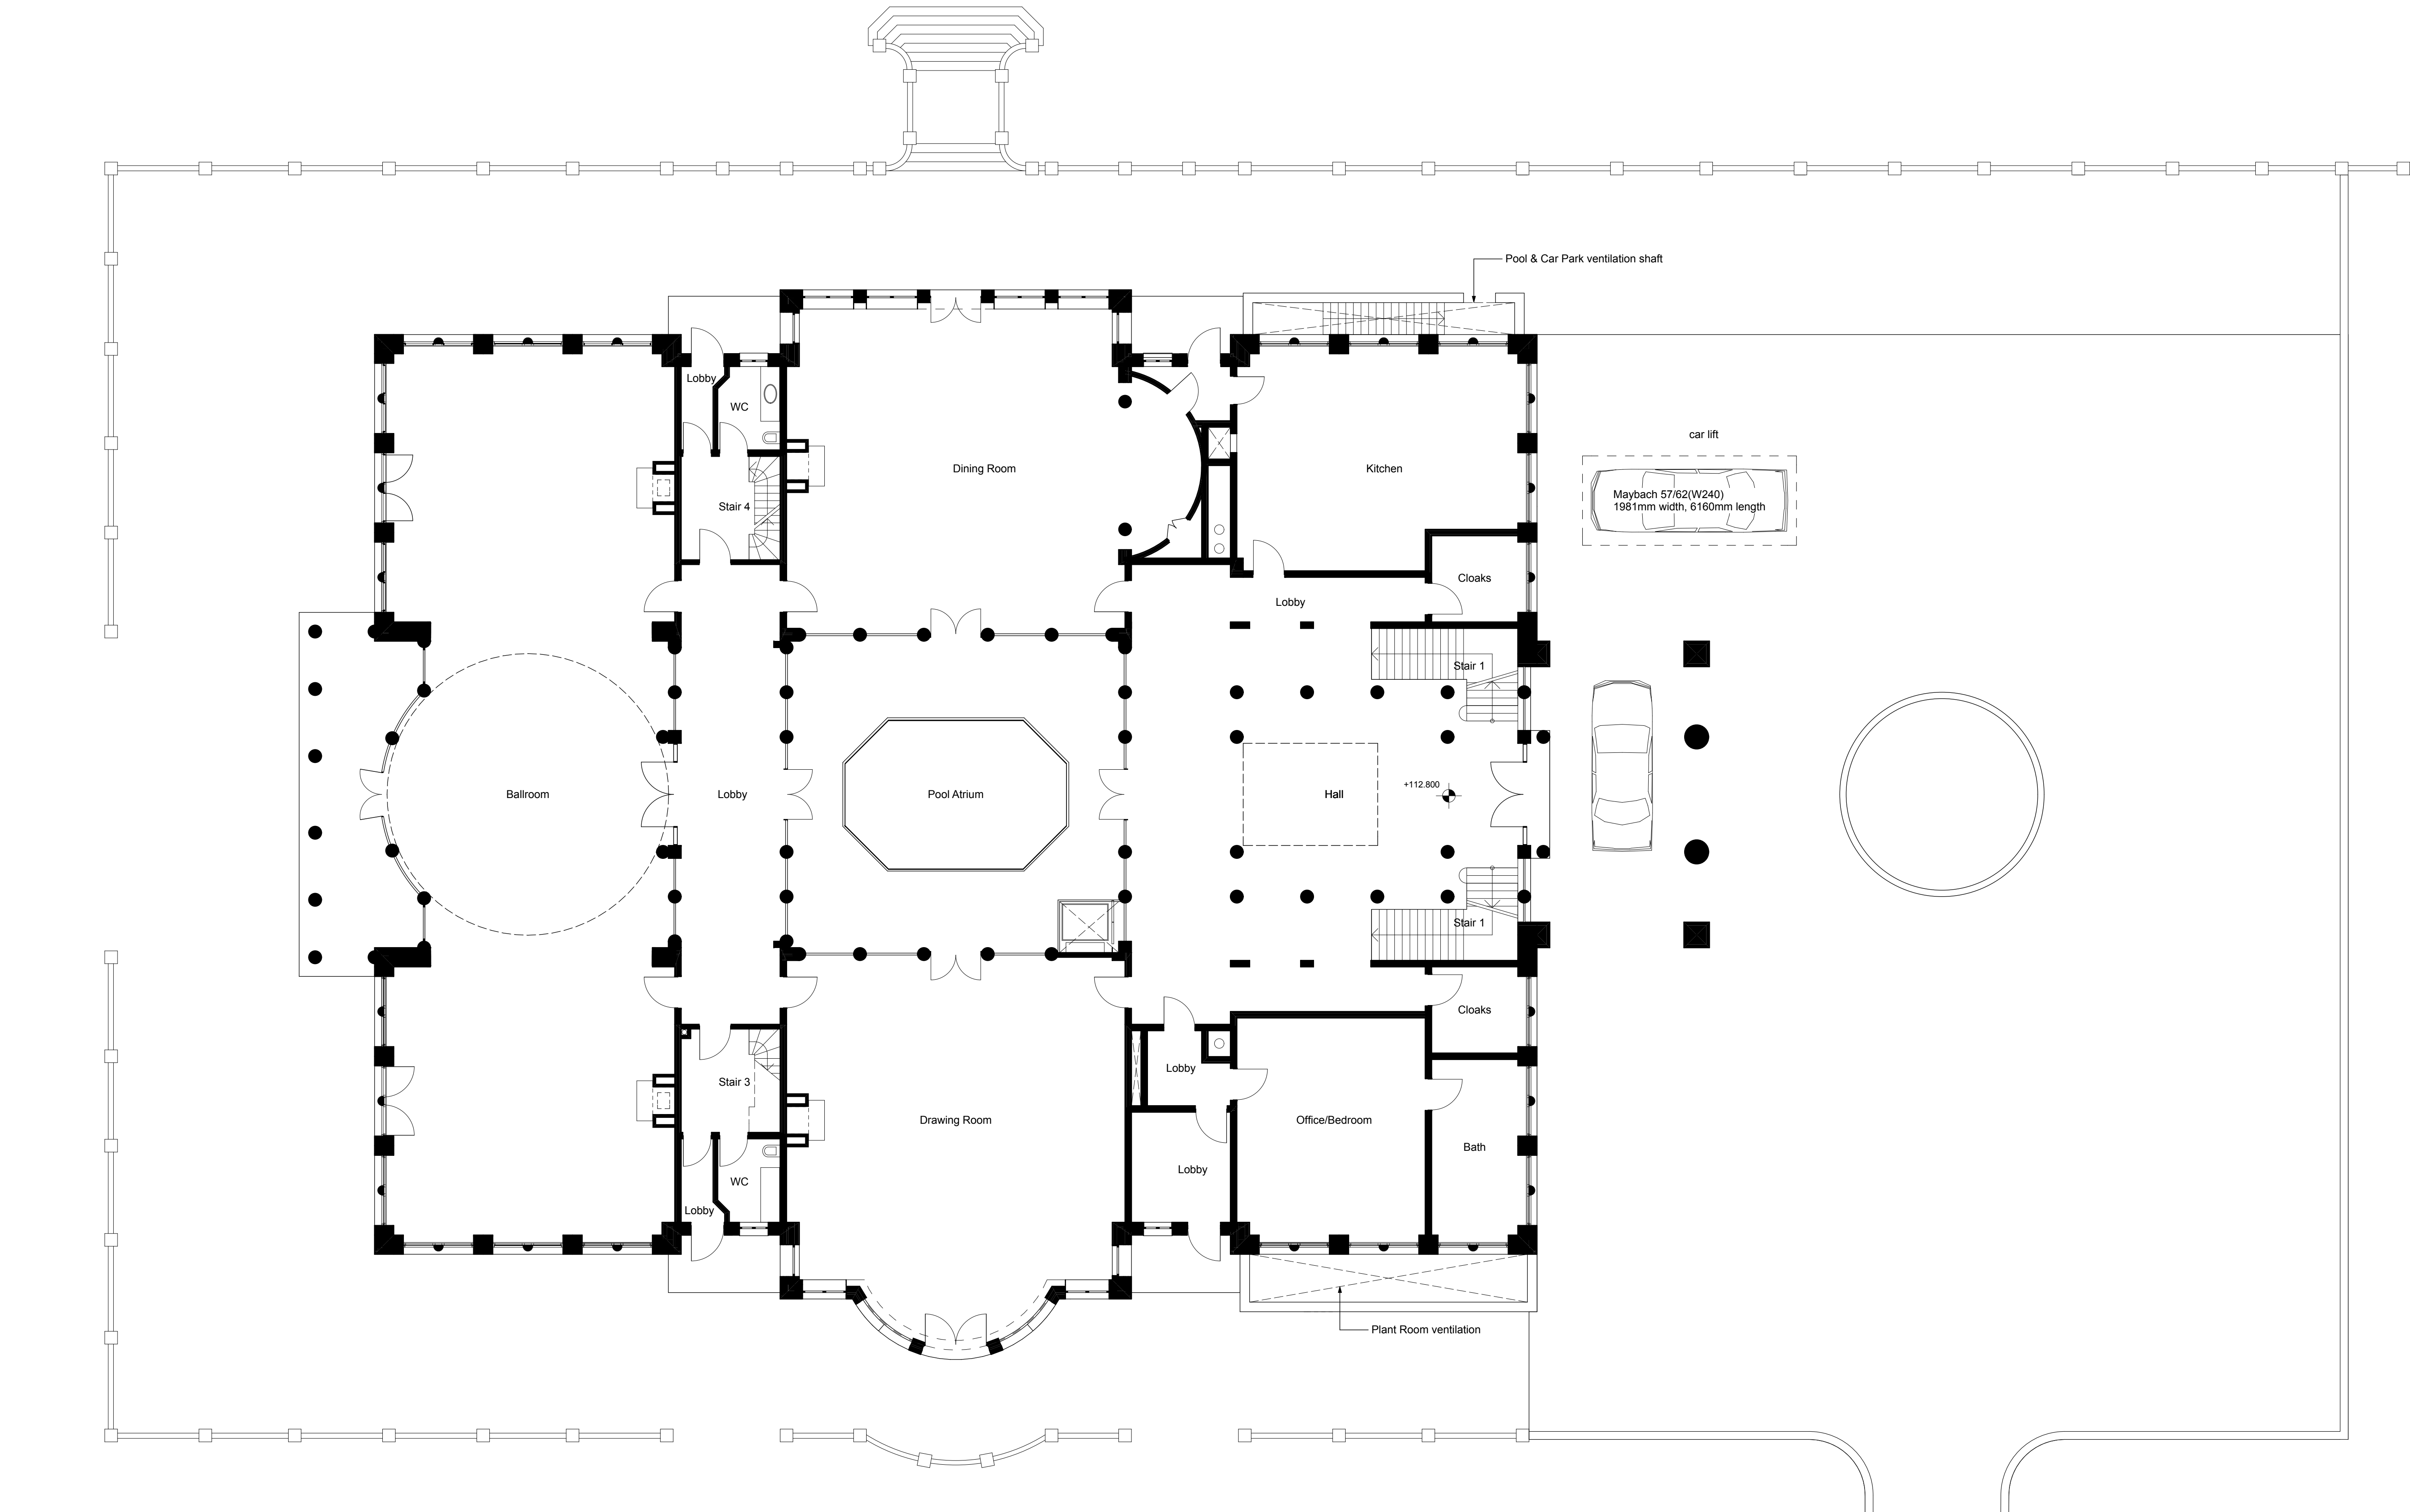 Pool & Car Park ventilation shaft
Lobby
WC
car lift
Dining Room
Kitchen
Maybach 57/62(W240)
1981mm width, 6160mm length
Stair 4
Cloaks
Lobby
Stair 1
+112.800
Ballroom
Lobby
Pool Atrium
Hall
Stair 1
Cloaks
Lobby
Stair 3
Drawing Room
Office/Bedroom
Bath
Lobby
WC
Lobby
Plant Room ventilation